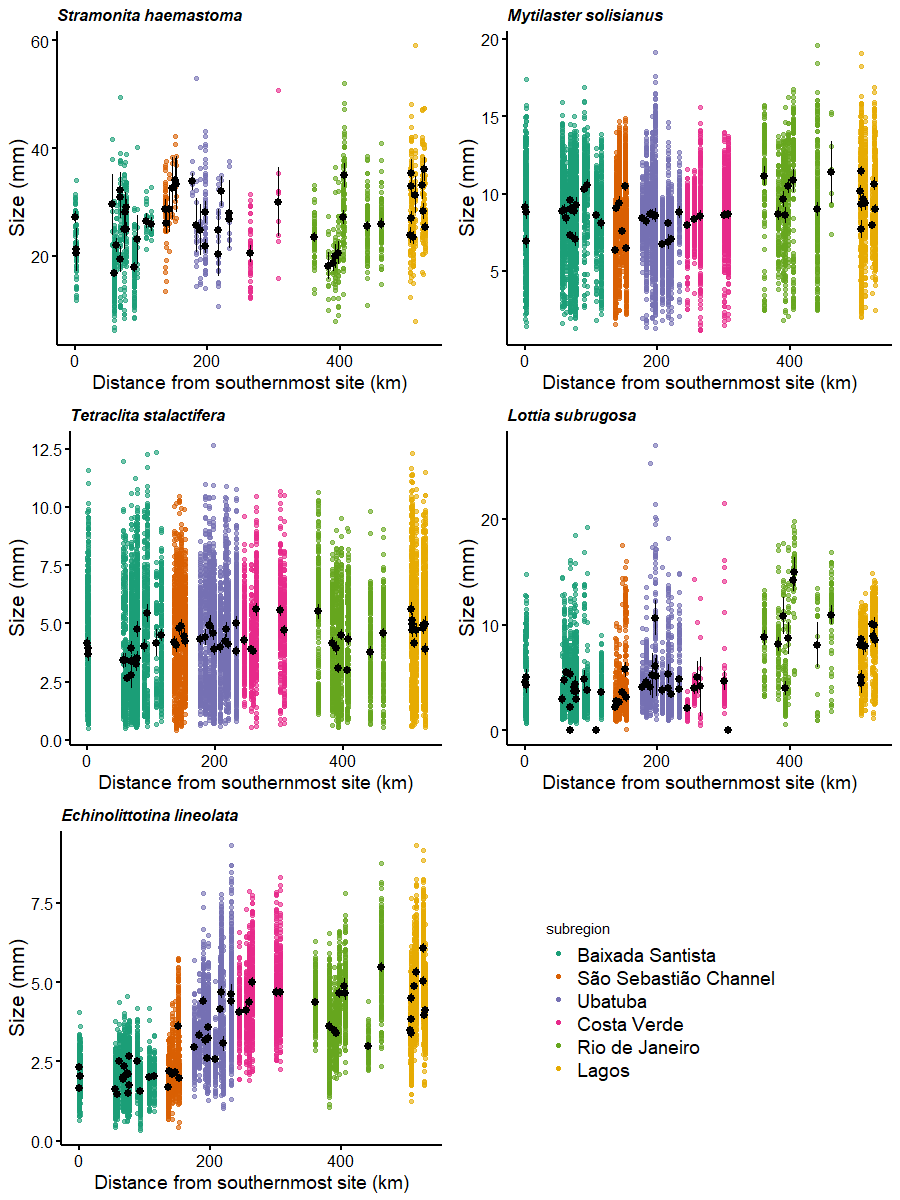 Stramonita haemastoma
Size (mm)
60
40
20
0
200
400
Distance from southernmost site (km)
Mytilaster solisianus
Size (mm)
20
15
10
5
0
200
400
Distance from southernmost site (km)
Tetraclita stalactifera
Size (mm)
12.5
10.0
7.5
5.0
2.5
0.0
0
200
400
Distance from southernmost site (km)
Lottia subrugosa
Size (mm)
20
10
0
0
200
400
Distance from southernmost site (km)
Echinolittotina lineolata
Size (mm)
7.5
5.0
2.5
0.0
0
200
400
Distance from southernmost site (km)
subregion
Baixada Santista
São Sebastião Channel
Ubatuba
Costa Verde
Rio de Janeiro
Lagos